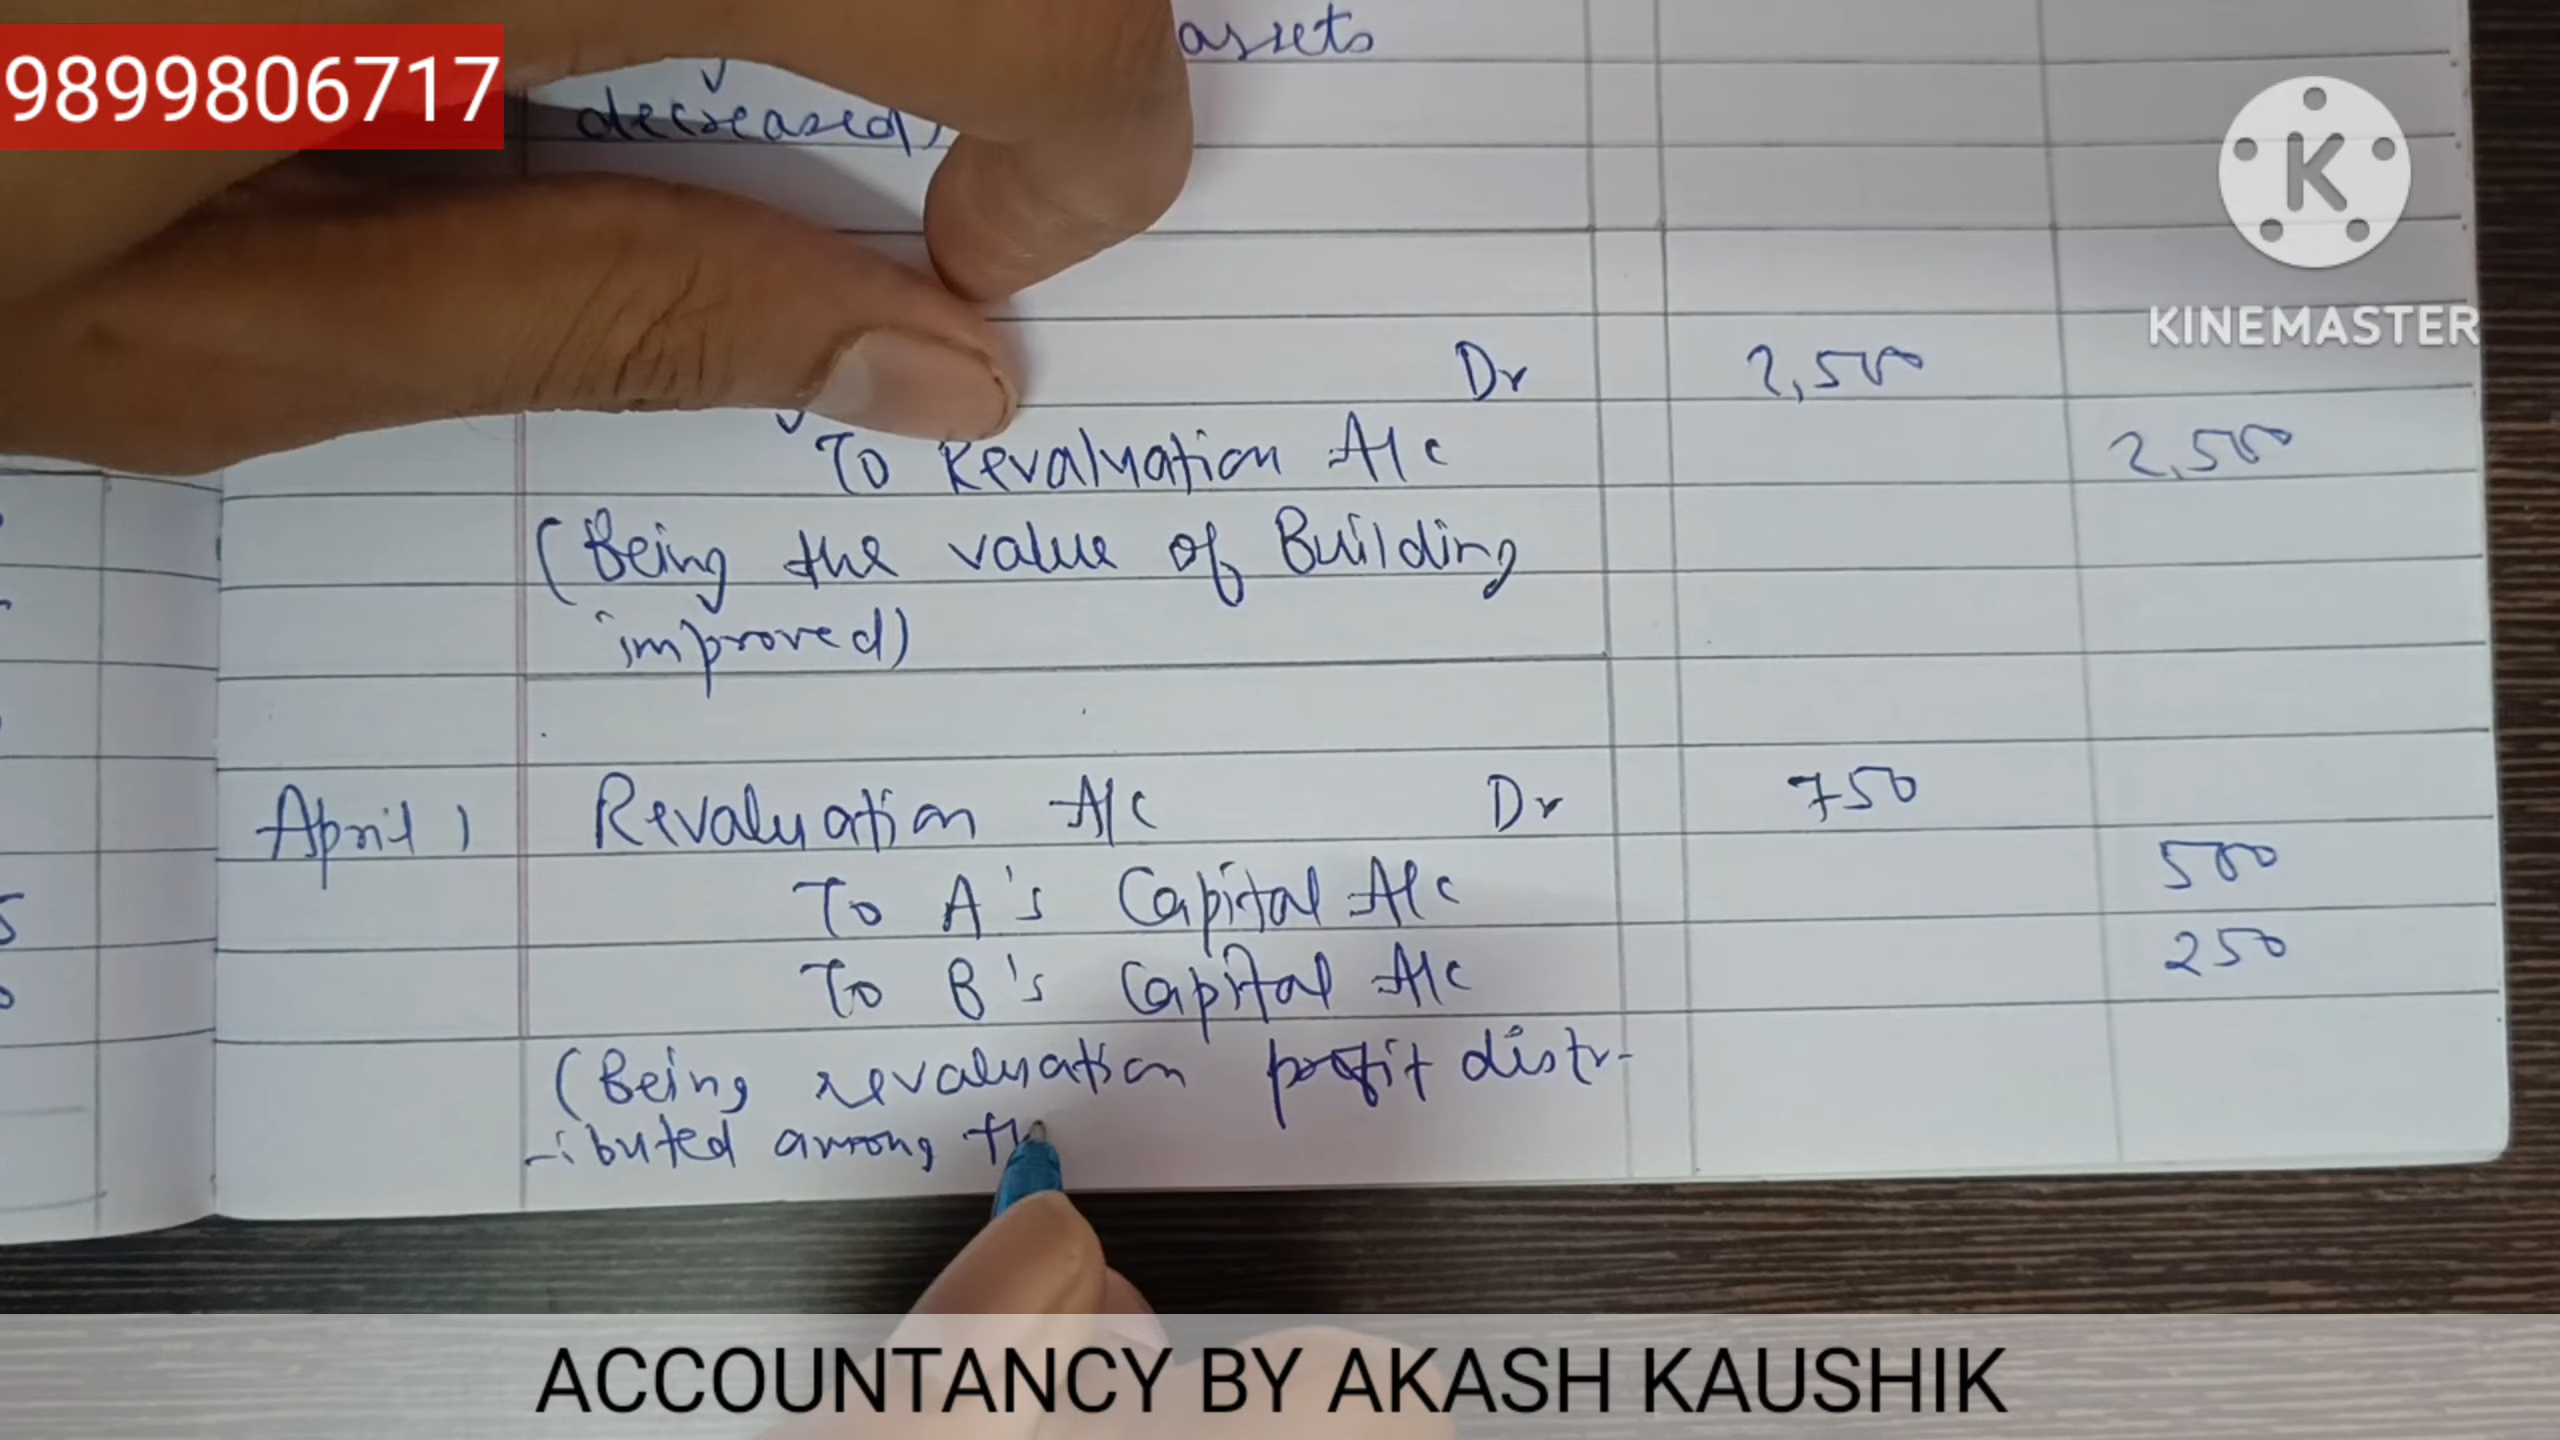 9899806717
assets
decreased)
K
KINEMASTER
Dr 2,500
To Revaluation A/c 2,500
(Being the value of Building
improved)
April 1 Revaluation A/c Dr 750
To A's Capital A/c 500
To B's Capital A/c 250
(Being revaluation profit distr-
-ibuted among
ACCOUNTANCY BY AKASH KAUSHIK